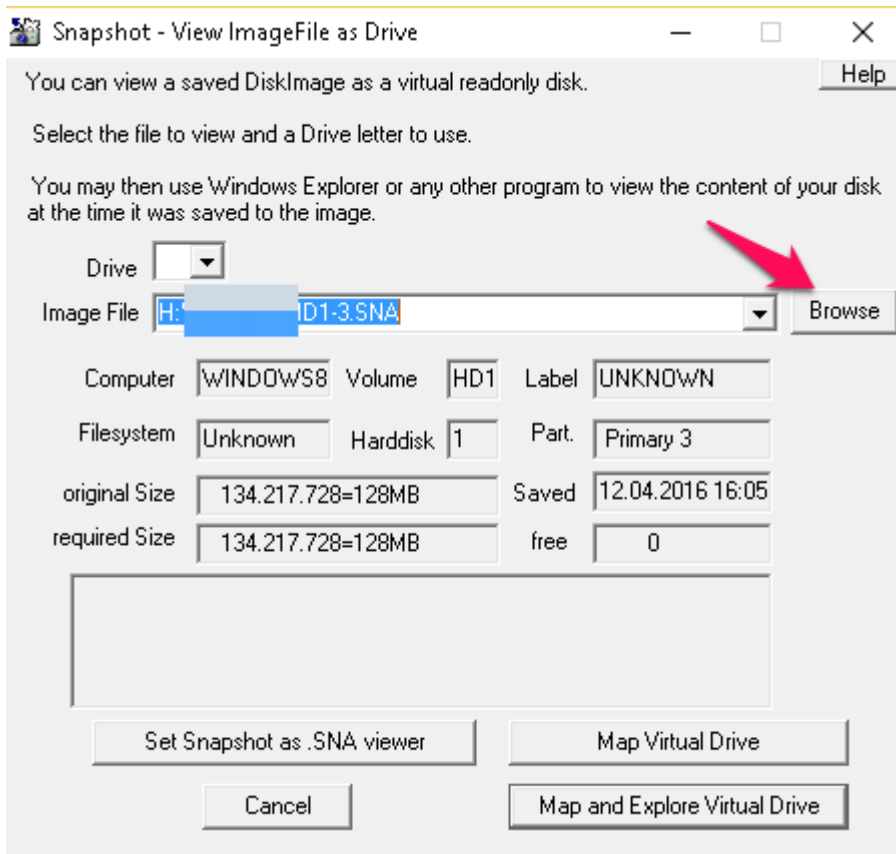 Snapshot - View ImageFile as Drive
Help
You can view a saved DiskImage as a virtual readonly disk.
Select the file to view and a Drive letter to use.
You may then use Windows Explorer or any other program to view the content of your disk
at the time it was saved to the image.
Drive
Image File H: D1-3.SNA Browse
Computer WINDOWS8 Volume HD1 Label UNKNOWN
Filesystem Unknown Harddisk 1 Part. Primary 3
original Size 134.217.728=128MB Saved 12.04.2016 16:05
required Size 134.217.728=128MB free 0
Set Snapshot as .SNA viewer Map Virtual Drive
Cancel Map and Explore Virtual Drive